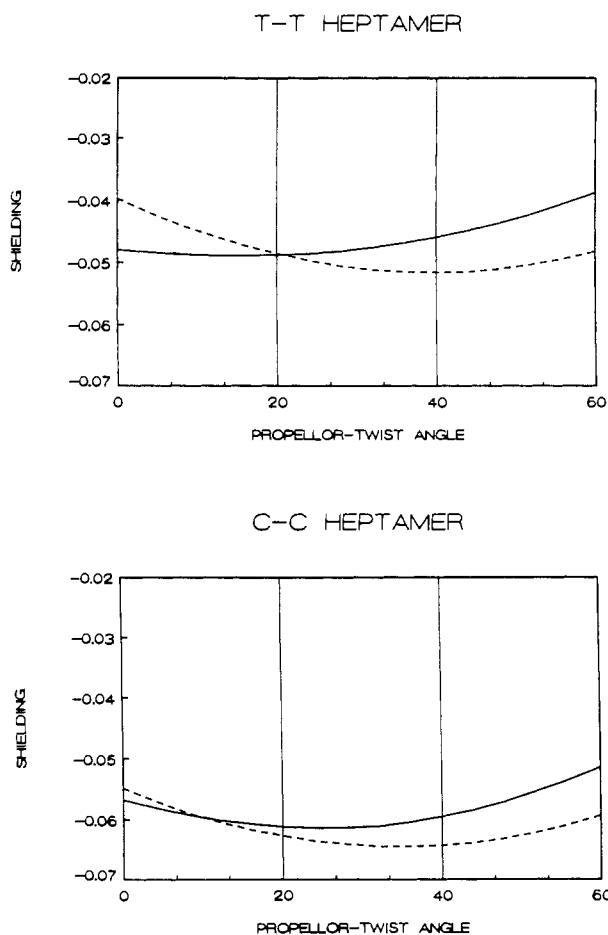 T-T HEPTAMER
-0.02
-0.03
-0.04
-0.05
-0.06
-0.07
SHIELDING
0 20 40 60
PROPELLOR-TWIST ANGLE
C-C HEPTAMER
-0.02
-0.03
-0.04
-0.05
-0.06
-0.07
SHIELDING
0 20 40 60
PROPELLOR-TWIST ANGLE